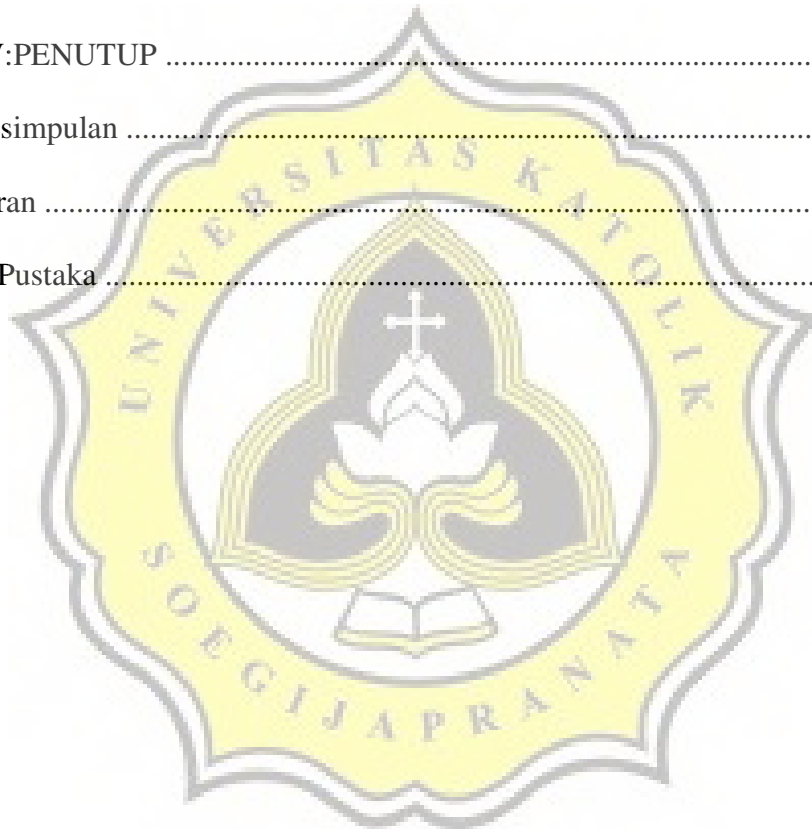 :PENUTUP ................................................................................
simpulan ................................................................................
ran ................................................................................
Pustaka ................................................................................
UNIVERSITAS KATOLIK
SOEGIJAPRANATA